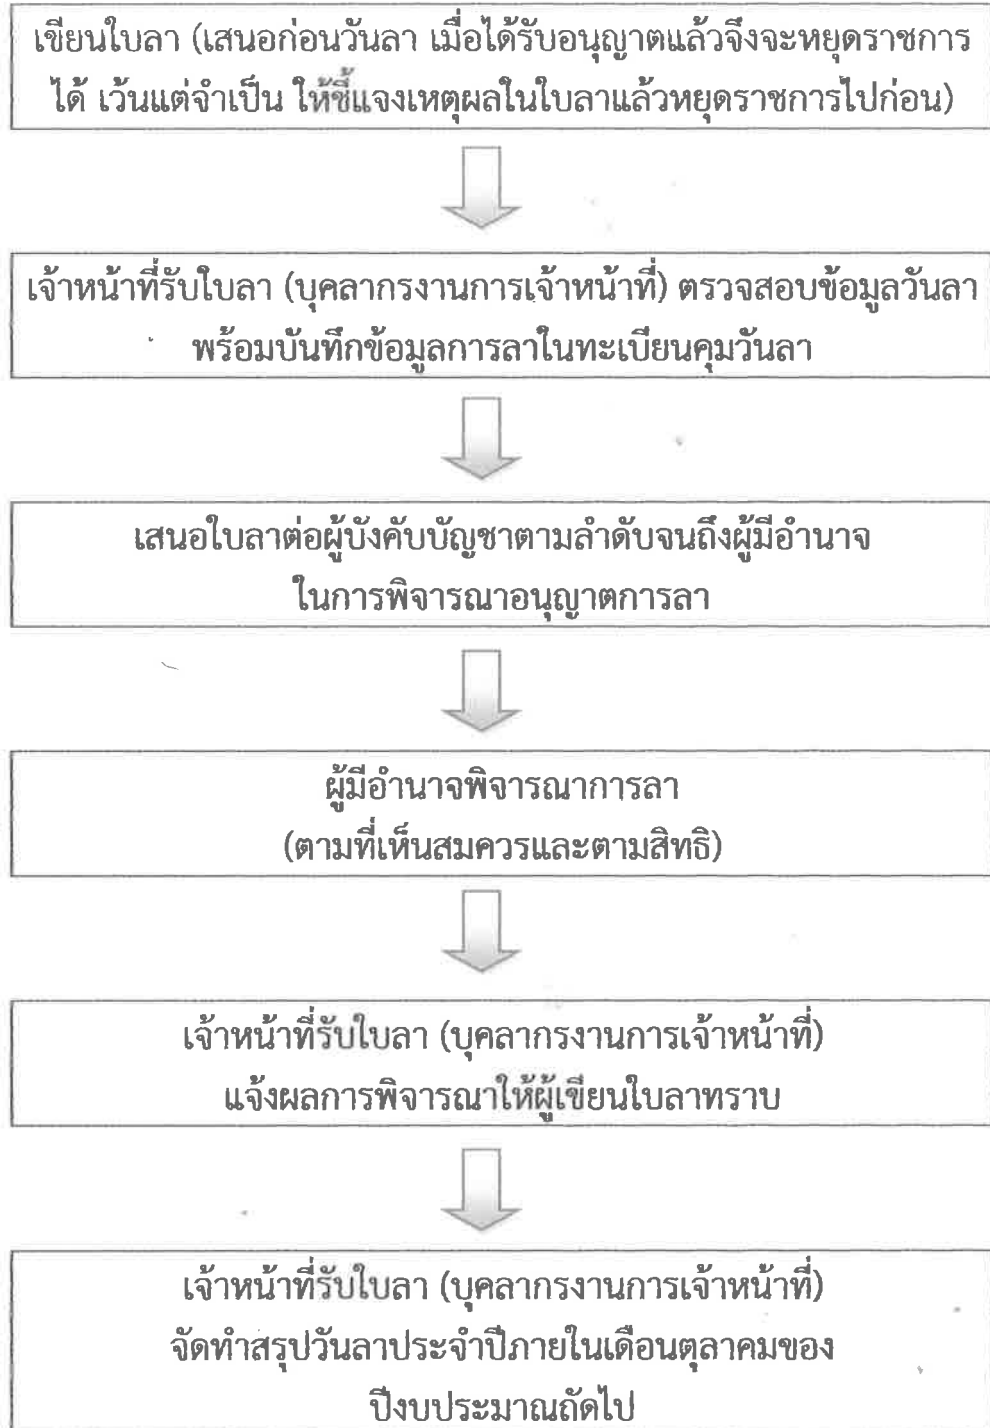 เขียนใบลา (เสนอก่อนวันลา เมื่อได้รับอนุญาตแล้วจึงจะหยุดราชการ
ได้ เว้นแต่จำเป็น ให้ชี้แจงเหตุผลในใบลาแล้วหยุดราชการไปก่อน)
เจ้าหน้าที่รับใบลา (บุคลากรงานการเจ้าหน้าที่) ตรวจสอบข้อมูลวันลา
พร้อมบันทึกข้อมูลการลาในทะเบียนคุมวันลา
เสนอใบลาต่อผู้บังคับบัญชาตามลำดับจนถึงผู้มีอำนาจ
ในการพิจารณาอนุญาตการลา
ผู้มีอำนาจพิจารณาการลา
(ตามที่เห็นสมควรและตามสิทธิ)
เจ้าหน้าที่รับใบลา (บุคลากรงานการเจ้าหน้าที่)
แจ้งผลการพิจารณาให้ผู้เขียนใบลาทราบ
เจ้าหน้าที่รับใบลา (บุคลากรงานการเจ้าหน้าที่)
จัดทำสรุปวันลาประจำปีภายในเดือนตุลาคมของ
ปีงบประมาณถัดไป